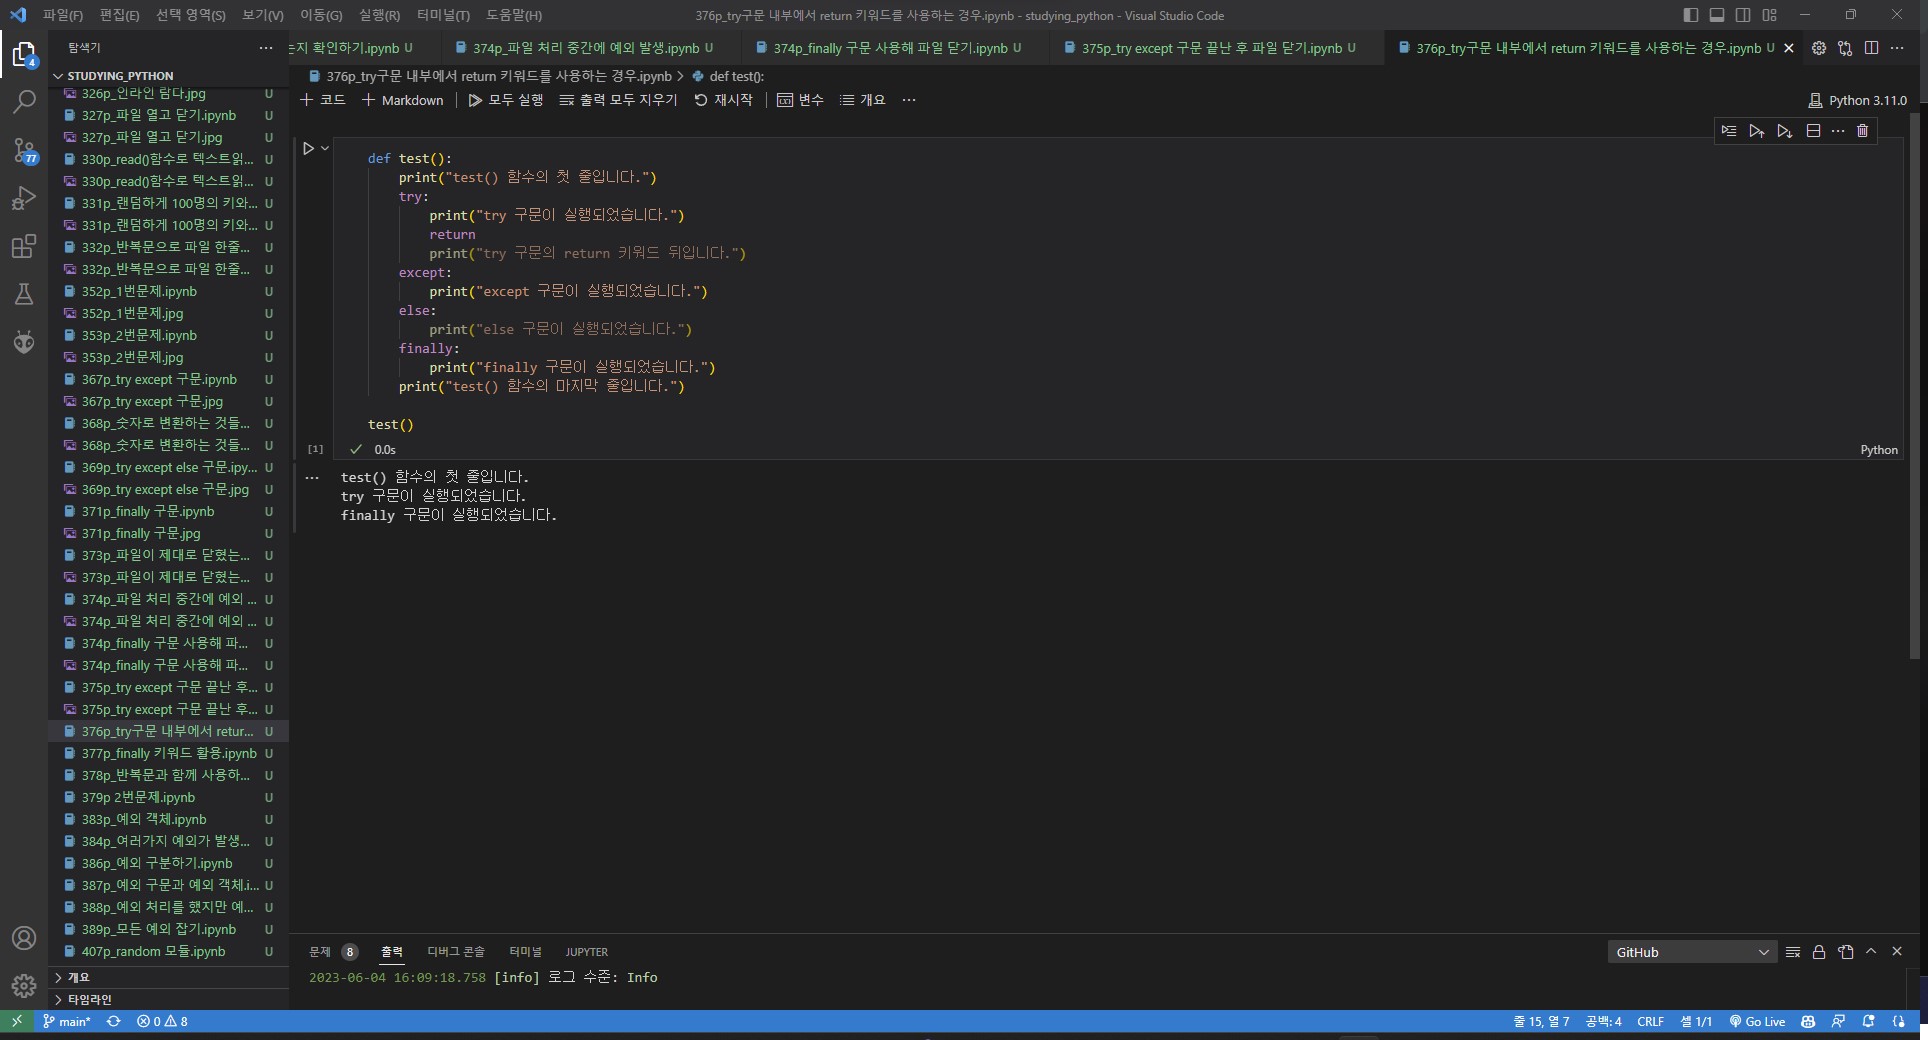 파일(F) 편집(E) 선택 영역(S) 보기(V) 이동(G) 실행(R) 터미널(T) 도움말(H)
376p_try구문 내부에서 return 키워드를 사용하는 경우.ipynb - studying_python - Visual Studio Code
탐색기
는지 확인하기.ipynb U
374p_파일 처리 중간에 예외 발생.ipynb U
374p_finally 구문 사용해 파일 닫기.ipynb U
375p_try except 구문 끝난 후 파일 닫기.ipynb U
376p_try구문 내부에서 return 키워드를 사용하는 경우.ipynb U
STUDYING_PYTHON
326p_인라인 람다.jpg U
327p_파일 열고 닫기.ipynb U
327p_파일 열고 닫기.jpg U
330p_read()함수로 텍스트읽... U
330p_read()함수로 텍스트읽... U
331p_랜덤하게 100명의 키와... U
331p_랜덤하게 100명의 키와... U
332p_반복문으로 파일 한줄... U
332p_반복문으로 파일 한줄... U
352p_1번문제.ipynb U
352p_1번문제.jpg U
353p_2번문제.ipynb U
353p_2번문제.jpg U
367p_try except 구문.ipynb U
367p_try except 구문.jpg U
368p_숫자로 변환하는 것들... U
368p_숫자로 변환하는 것들... U
369p_try except else 구문.ipy... U
369p_try except else 구문.jpg U
371p_finally 구문.ipynb U
371p_finally 구문.jpg U
373p_파일이 제대로 닫혔는... U
373p_파일이 제대로 닫혔는... U
374p_파일 처리 중간에 예외 ... U
374p_파일 처리 중간에 예외 ... U
374p_finally 구문 사용해 파... U
374p_finally 구문 사용해 파... U
375p_try except 구문 끝난 후... U
375p_try except 구문 끝난 후... U
376p_try구문 내부에서 retur... U
377p_finally 키워드 활용.ipynb U
378p_반복문과 함께 사용하... U
379p 2번문제.ipynb U
383p_예외 객체.ipynb U
384p_여러가지 예외가 발생... U
386p_예외 구분하기.ipynb U
387p_예외 구문과 예외 객체.i... U
388p_예외 처리를 했지만 예... U
389p_모든 예외 잡기.ipynb U
407p_random 모듈.ipynb U
개요
타임라인
4
77
376p_try구문 내부에서 return 키워드를 사용하는 경우.ipynb > def test():
+ 코드 + Markdown 모두 실행 출력 모두 지우기 재시작 변수 개요 ...
Python 3.11.0
def test():
print("test() 함수의 첫 줄입니다.")
try:
print("try 구문이 실행되었습니다.")
return
print("try 구문의 return 키워드 뒤입니다.")
except:
print("except 구문이 실행되었습니다.")
else:
print("else 구문이 실행되었습니다.")
finally:
print("finally 구문이 실행되었습니다.")
print("test() 함수의 마지막 줄입니다.")
test()
[1] 0.0s
Python
test() 함수의 첫 줄입니다.
try 구문이 실행되었습니다.
finally 구문이 실행되었습니다.
문제 8 출력 디버그 콘솔 터미널 JUPYTER
GitHub
2023-06-04 16:09:18.758 [info] 로그 수준: Info
main* 0 8
줄 15, 열 7 공백: 4 CRLF 셀 1/1 Go Live